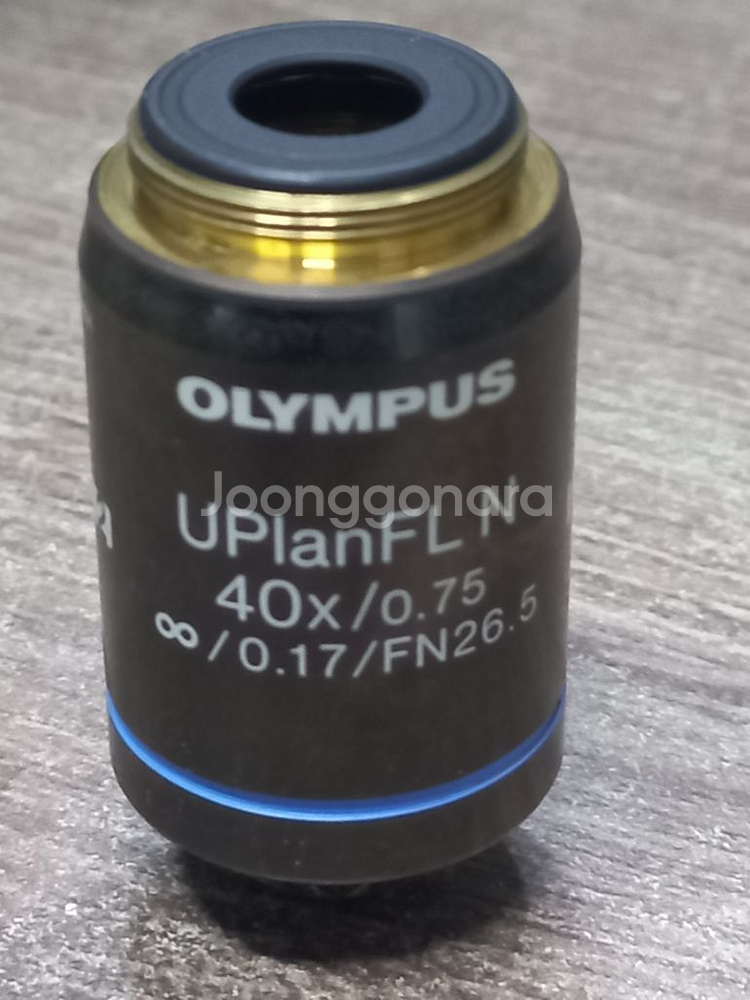 OLYMPUS
Joonggonara
UPlanFL N
40x/0.75
∞/0.17/FN26.5